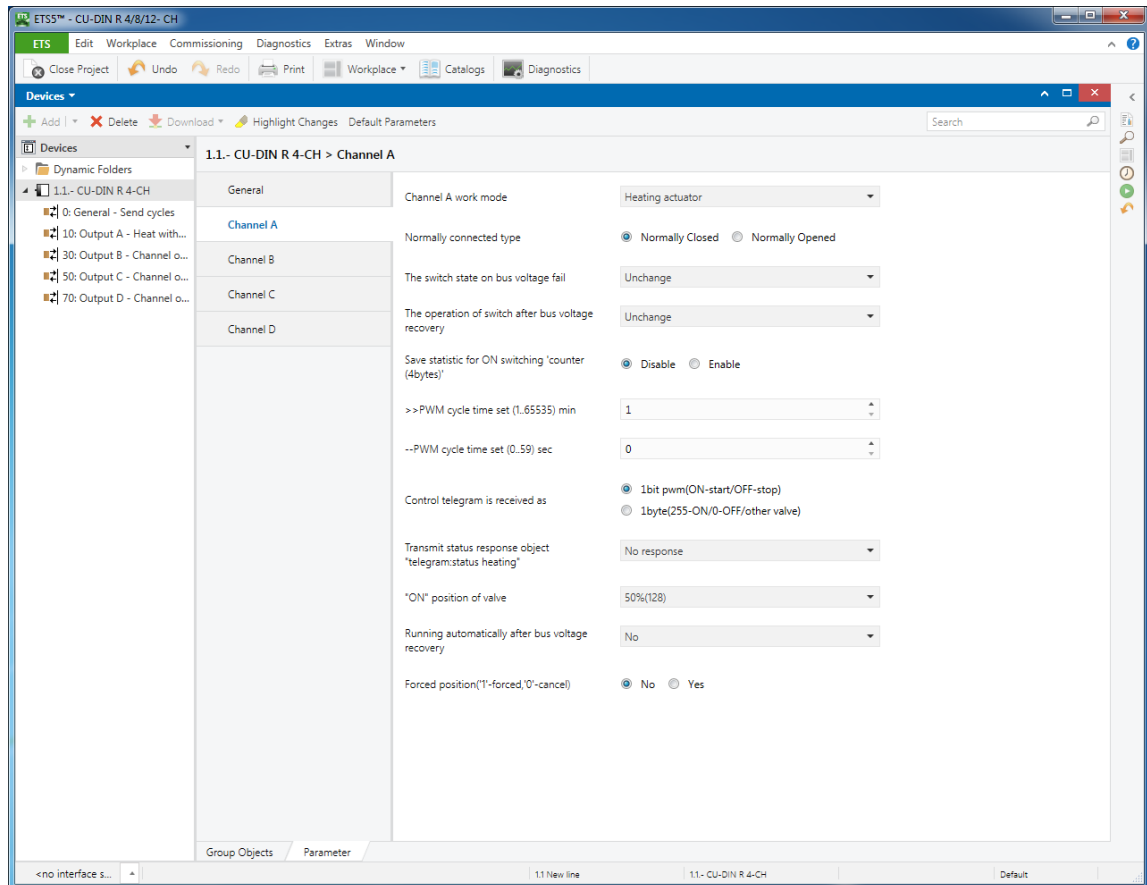 ETS5™ - CU-DIN R 4/8/12- CH
ETS Edit Workplace Commissioning Diagnostics Extras Window
Close Project Undo Redo Print Workplace Catalogs Diagnostics
Devices
Add Delete Download Highlight Changes Default Parameters Search
Devices
Dynamic Folders
1.1.- CU-DIN R 4-CH
0: General - Send cycles
10: Output A - Heat with...
30: Output B - Channel o...
50: Output C - Channel o...
70: Output D - Channel o...
1.1.- CU-DIN R 4-CH > Channel A
General
Channel A
Channel B
Channel C
Channel D
Channel A work mode Heating actuator
Normally connected type Normally Closed Normally Opened
The switch state on bus voltage fail Unchange
The operation of switch after bus voltage
recovery
Unchange
Save statistic for ON switching 'counter
(4bytes)'
Disable Enable
>>PWM cycle time set (1..65535) min 1
--PWM cycle time set (0..59) sec 0
Control telegram is received as
1bit pwm(ON-start/OFF-stop)
1byte(255-ON/0-OFF/other valve)
Transmit status response object
"telegram:status heating"
No response
"ON" position of valve 50%(128)
Running automatically after bus voltage
recovery
No
Forced position('1'-forced,'0'-cancel) No Yes
Group Objects Parameter
<no interface s... 1.1 New line 1.1.- CU-DIN R 4-CH Default